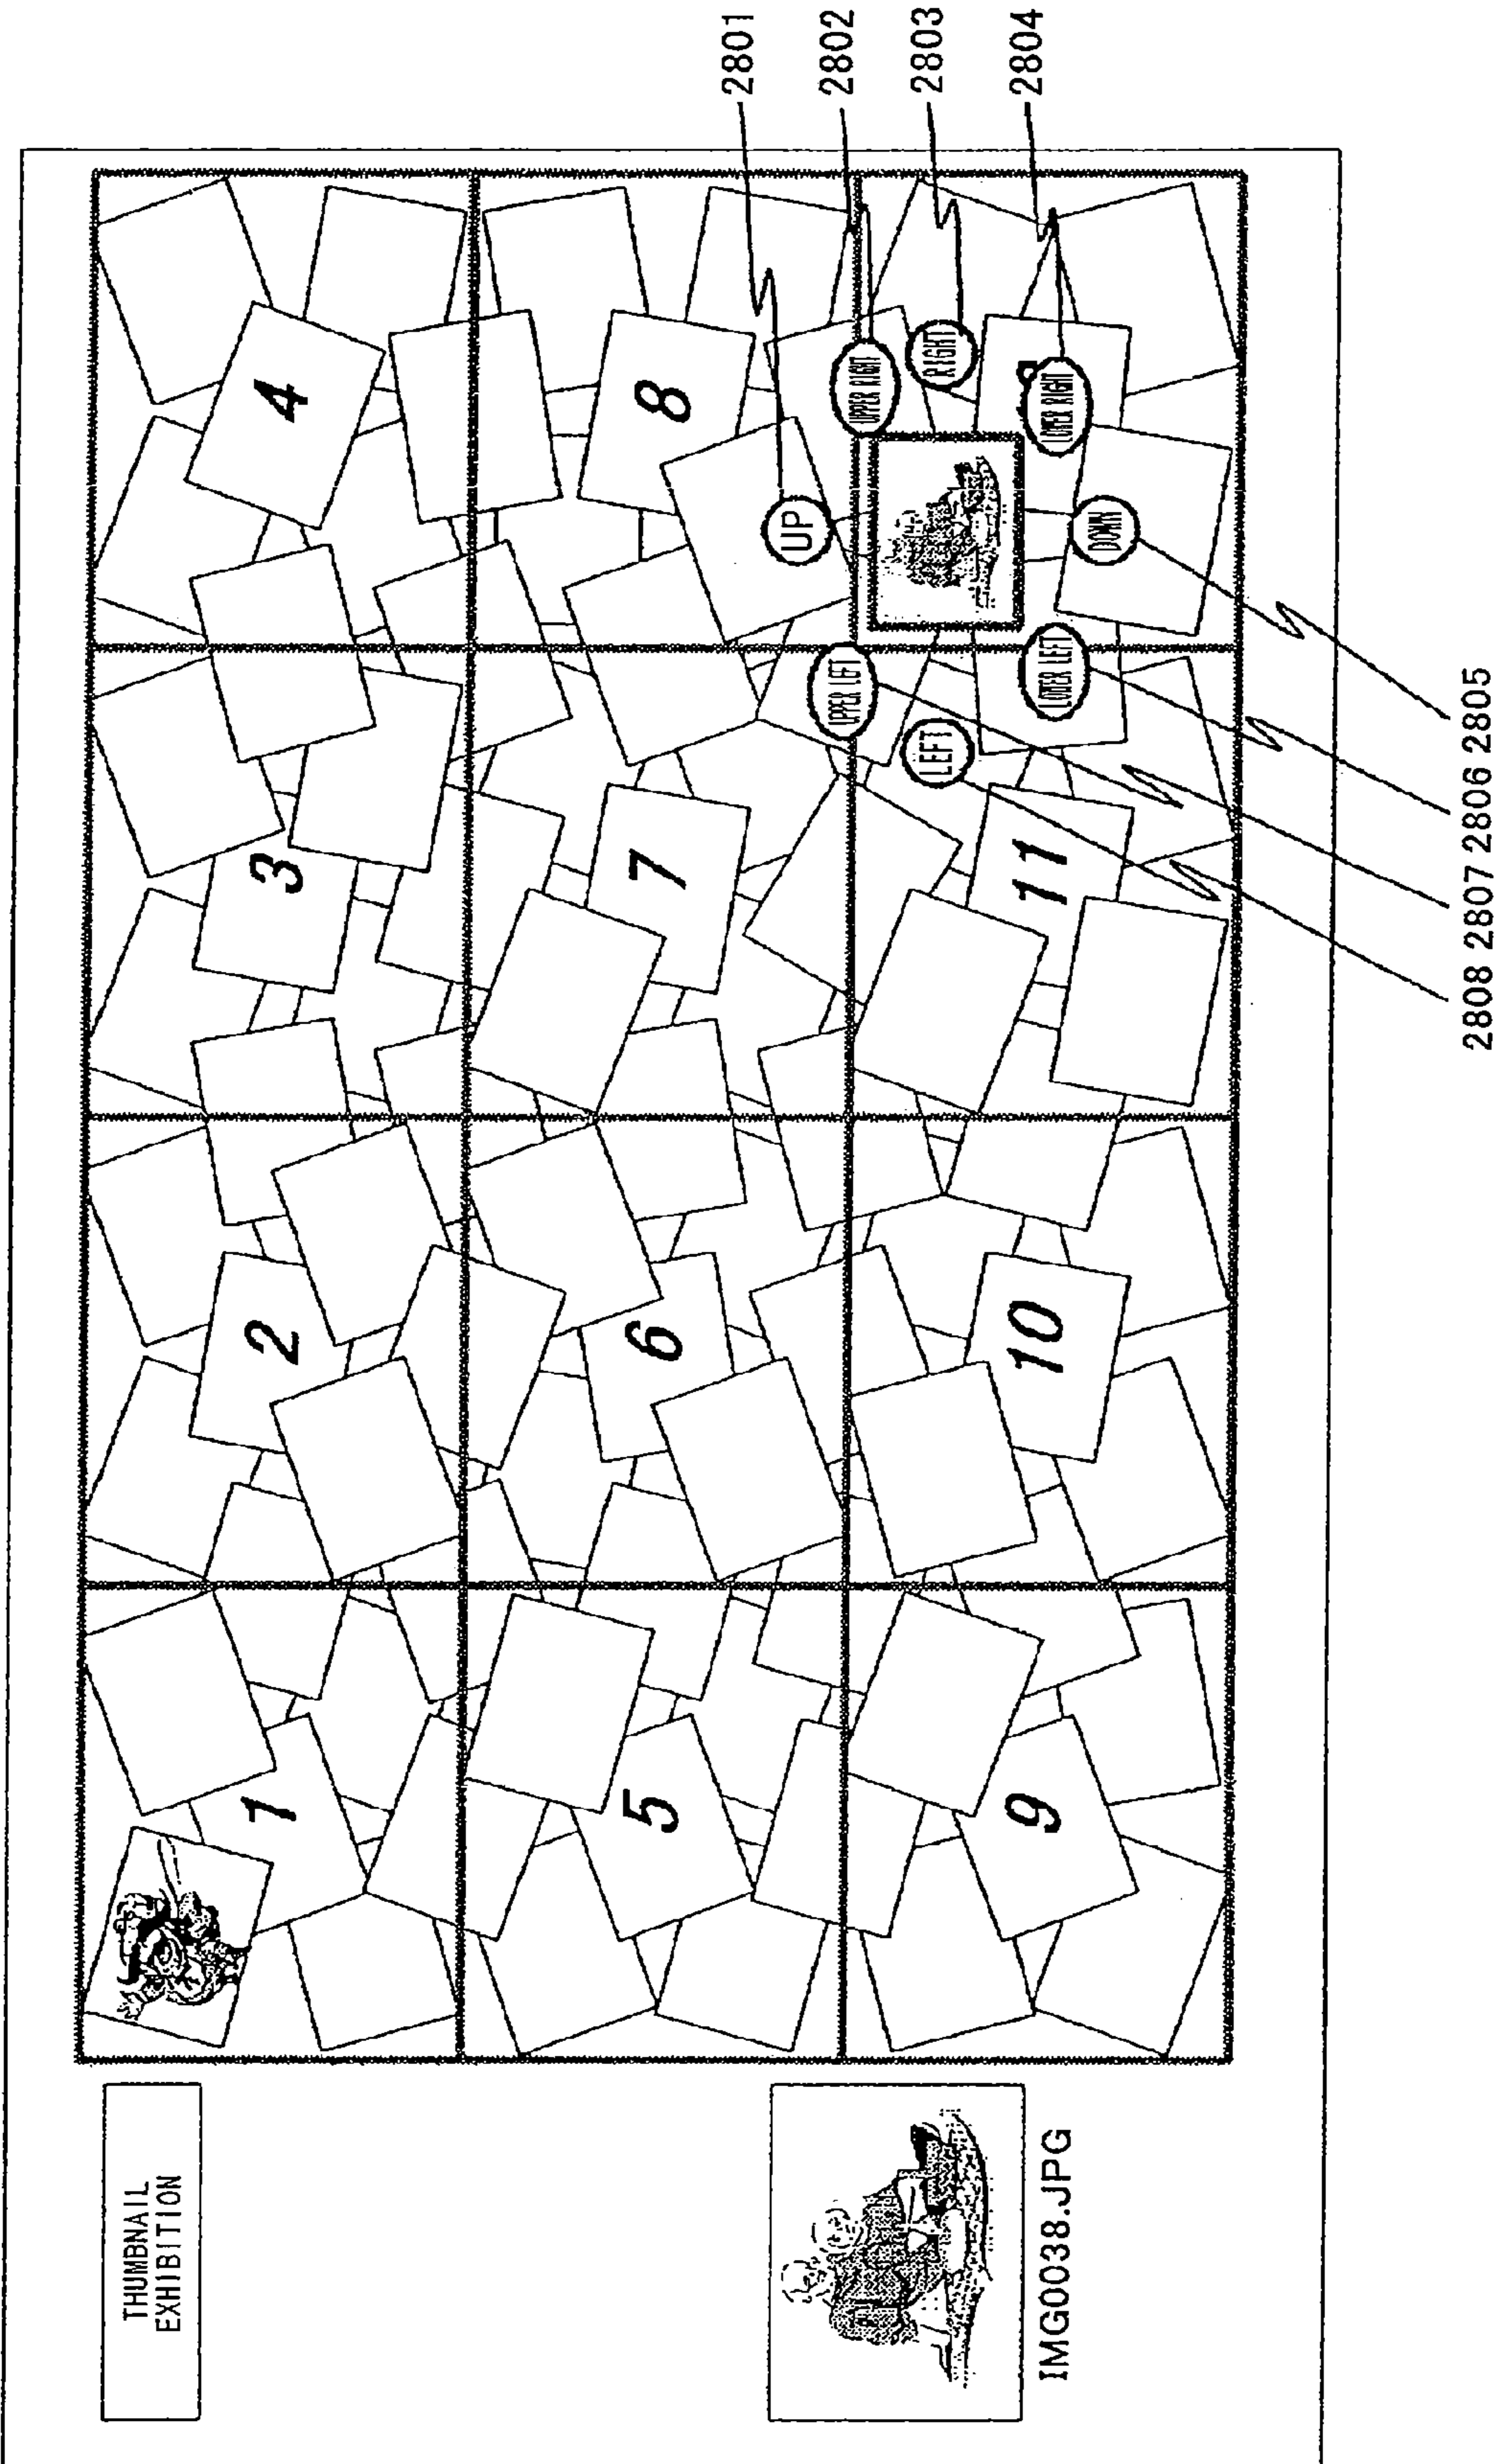 THUMBNAIL
EXHIBITION
1 2 3 4
5 6 7 8
2801
UP
2802
UPPER LEFT
UPPER RIGHT
2803
LEFT
RIGHT
2804
9 10 11
LOWER LEFT
LOWER RIGHT
IMG0038.JPG
DOWN
2808 2807 2806 2805